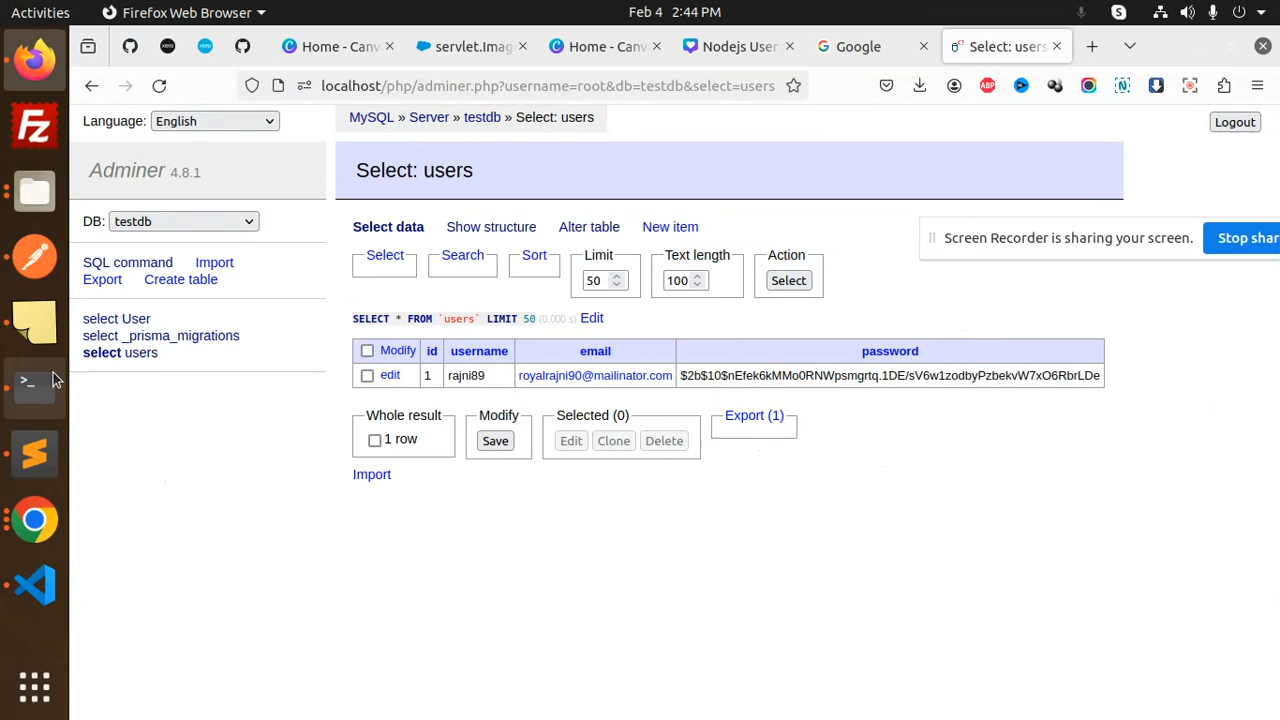 Activities
Firefox Web Browser
Feb 4 2:44 PM
Home - Canv
servlet.Imag
Home - Canv
Nodejs User
Google
Select: users
localhost/php/adminer.php?username=root&db=testdb&select=users
Language: English
MySQL » Server » testdb » Select: users
Logout
Adminer 4.8.1
Select: users
DB: testdb
Select data Show structure Alter table New item
Screen Recorder is sharing your screen.
Stop shar
SQL command Import
Export Create table
Select Search Sort Limit Text length Action
50 100 Select
select User
select _prisma_migrations
select users
SELECT * FROM `users` LIMIT 50 (0.000 s) Edit
Modify id username email password
edit 1 rajni89 royalrajni90@mailinator.com $2b$10$nEfek6kMMo0RNWpsmgrtq.1DE/sV6w1zodbyPzbekvW7xO6RbrLDe
Whole result Modify Selected (0) Export (1)
1 row Save Edit Clone Delete
Import